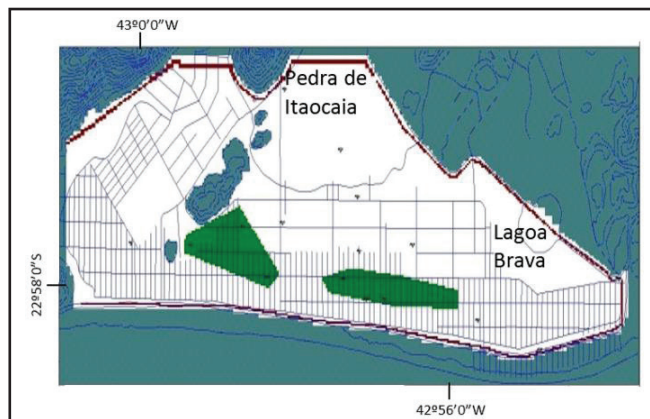 43º0’0”W
Pedra de
Itaocaia
Lagoa
Brava
22º58’0”S
42º56’0”W